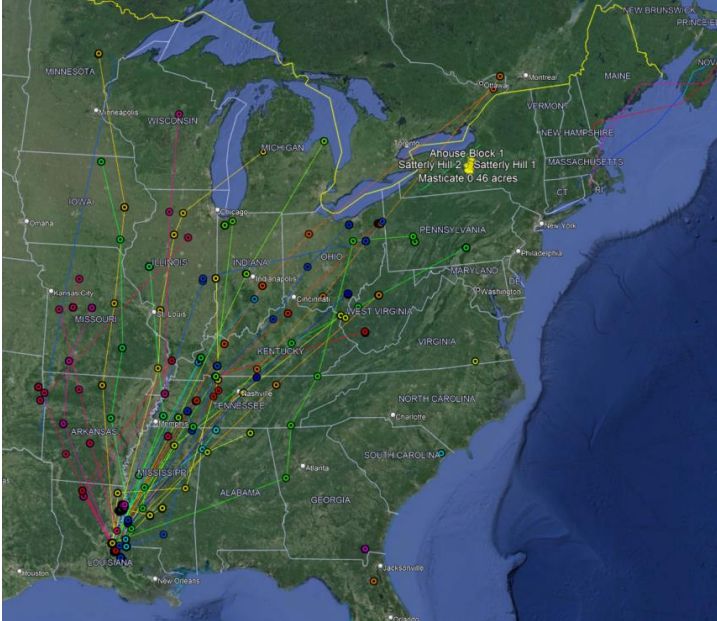 NEW BRUNSWICK
PRINCE E
MINNESOTA
Ottawa
Montreal
MAINE
NOV
Minneapolis
WISCONSIN
VERMONT
MICHIGAN
Toronto
NEW HAMPSHIRE
Ahouse Block 1
Satterly Hill 2
Satterly Hill 1
MASSACHUSETTS
Masticate 0.46 acres
CT
RI
IOWA
Omaha
Chicago
New York
PENNSYLVANIA
OHIO
INDIANA
ILLINOIS
Philadelphia
MARYLAND
Indianapolis
DE
Kansas City
Cincinnati
Washington
MISSOURI
St. Louis
WEST VIRGINIA
VIRGINIA
KENTUCKY
Nashville
TENNESSEE
NORTH CAROLINA
Charlotte
ARKANSAS
Memphis
SOUTH CAROLINA
Atlanta
MISSISSIPPI
ALABAMA
GEORGIA
as
LOUISIANA
Jacksonville
Houston
New Orleans
Orlando